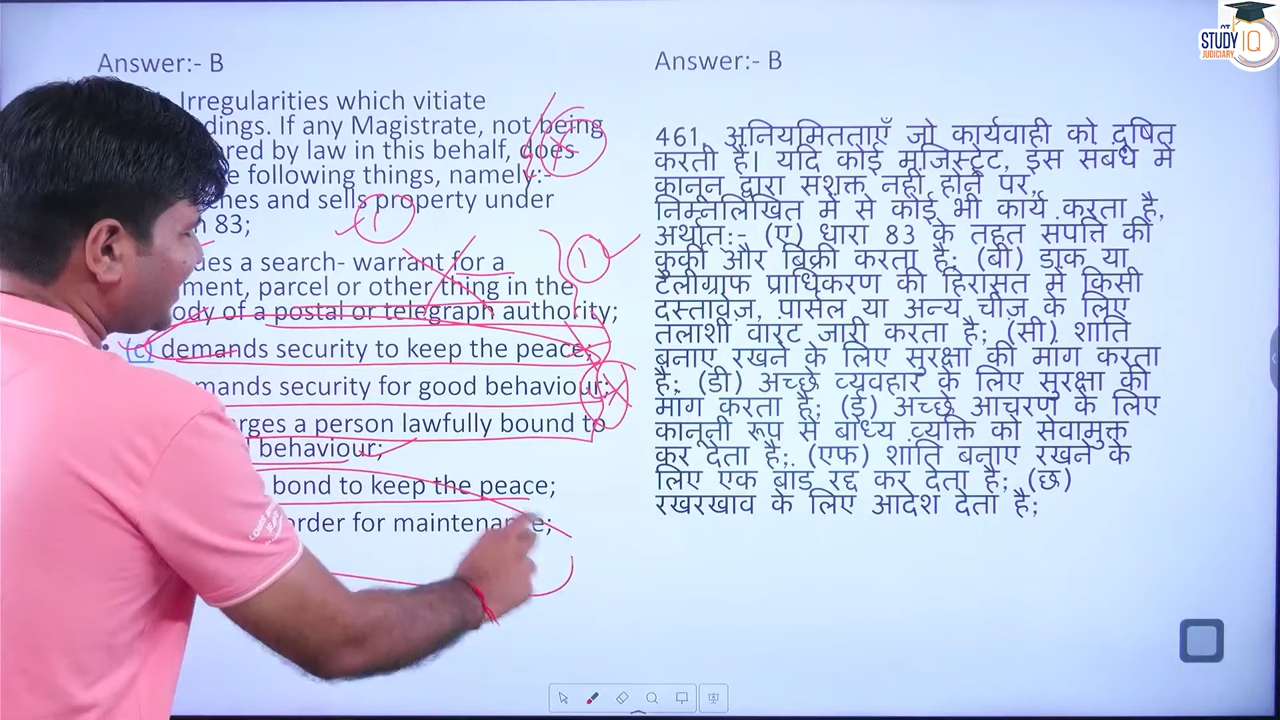 STUDY IQ
JUDICIARY
Answer:- B
Irregularities which vitiate
dings. If any Magistrate, not being
ered by law in this behalf, does
e following things, namely:-
hes and sells property under
n 83;
ues a search- warrant for a
ment, parcel or other thing in the
ody of a postal or telegraph authority;
(c) demands security to keep the peace;
mands security for good behaviour;
rges a person lawfully bound to
behaviour;
bond to keep the peace;
order for maintenance;
Answer:- B
461. अनियमितताएँ जो कार्यवाही को दूषित
करती हैं। यदि कोई मजिस्ट्रेट, इस संबंध में
कानून द्वारा सशक्त नहीं होने पर,
निम्नलिखित में से कोई भी कार्य करता है,
अर्थात:- (ए) धारा 83 के तहत संपत्ति की
कुर्की और बिक्री करता है; (बी) डाक या
टेलीग्राफ प्राधिकरण की हिरासत में किसी
दस्तावेज़, पार्सल या अन्य चीज़ के लिए
तलाशी वारंट जारी करता है; (सी) शांति
बनाए रखने के लिए सुरक्षा की मांग करता
है; (डी) अच्छे व्यवहार के लिए सुरक्षा की
मांग करता है; (ई) अच्छे आचरण के लिए
कानूनी रूप से बाध्य व्यक्ति को सेवामुक्त
कर देता है; (एफ) शांति बनाए रखने के
लिए एक बांड रद्द कर देता है; (छ)
रखरखाव के लिए आदेश देता है;